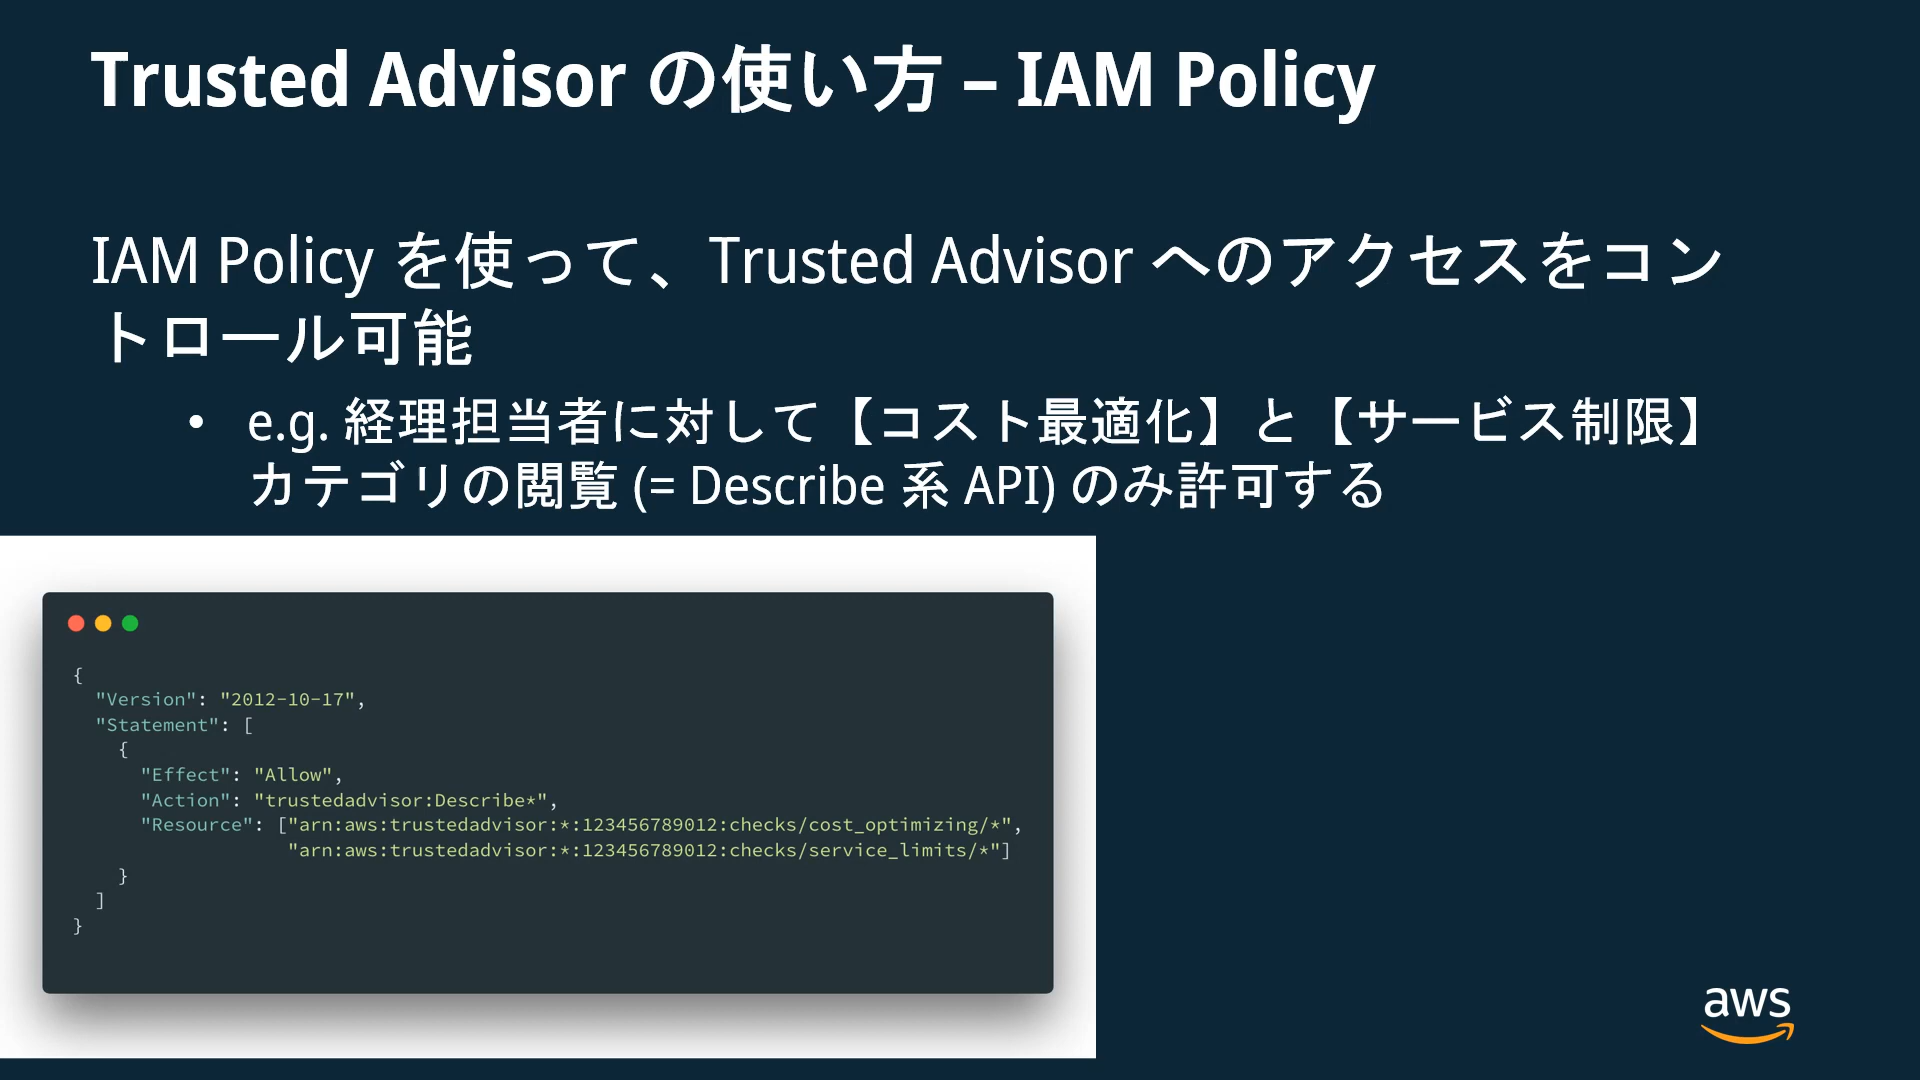 Trusted Advisor の使い方 – IAM Policy
IAM Policy を使って、Trusted Advisor へのアクセスをコン
トロール可能
• e.g. 経理担当者に対して【コスト最適化】と【サービス制限】
カテゴリの閲覧 (= Describe 系 API) のみ許可する
{
  "Version": "2012-10-17",
  "Statement": [
    {
      "Effect": "Allow",
      "Action": "trustedadvisor:Describe*",
      "Resource": ["arn:aws:trustedadvisor:*:123456789012:checks/cost_optimizing/*",
                   "arn:aws:trustedadvisor:*:123456789012:checks/service_limits/*"]
    }
  ]
}
aws